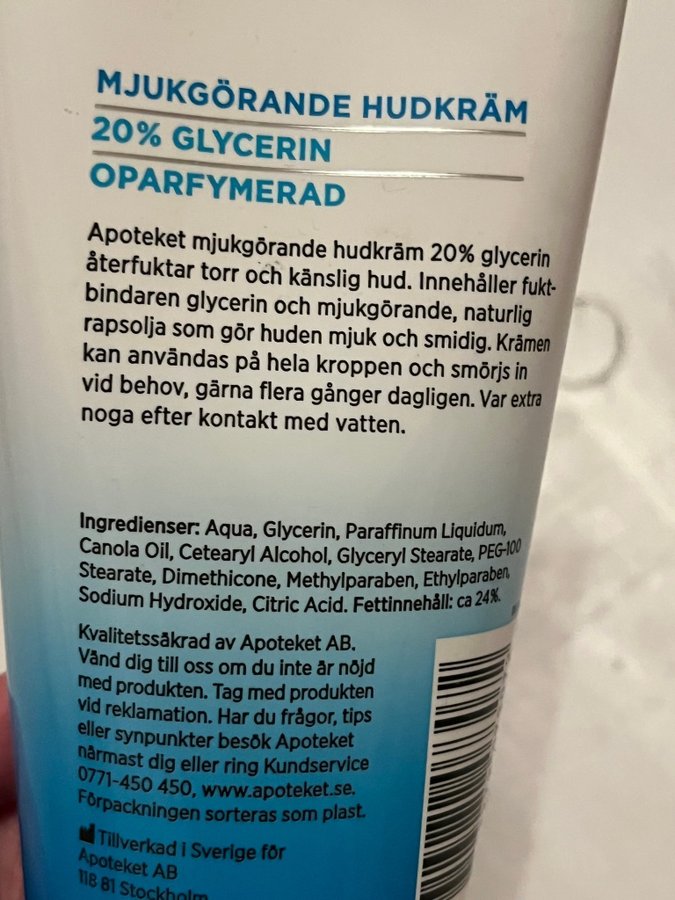 MJUKGÖRANDE HUDKRÄM
20% GLYCERIN
OPARFYMERAD
Apoteket mjukgörande hudkräm 20% glycerin
återfuktar torr och känslig hud. Innehåller fukt-
bindaren glycerin och mjukgörande, naturlig
rapsolja som gör huden mjuk och smidig. Krämen
kan användas på hela kroppen och smörjs in
vid behov, gärna flera gånger dagligen. Var extra
noga efter kontakt med vatten.
Ingredienser: Aqua, Glycerin, Paraffinum Liquidum,
Canola Oil, Cetearyl Alcohol, Glyceryl Stearate, PEG-100
Stearate, Dimethicone, Methylparaben, Ethylparaben,
Sodium Hydroxide, Citric Acid. Fettinnehåll: ca 24%.
Kvalitetssäkrad av Apoteket AB.
Vänd dig till oss om du inte är nöjd
med produkten. Tag med produkten
vid reklamation. Har du frågor, tips
eller synpunkter besök Apoteket
närmast dig eller ring Kundservice
0771-450 450, www.apoteket.se.
Förpackningen sorteras som plast.
Tillverkad i Sverige för
Apoteket AB
118 81 Stockholm